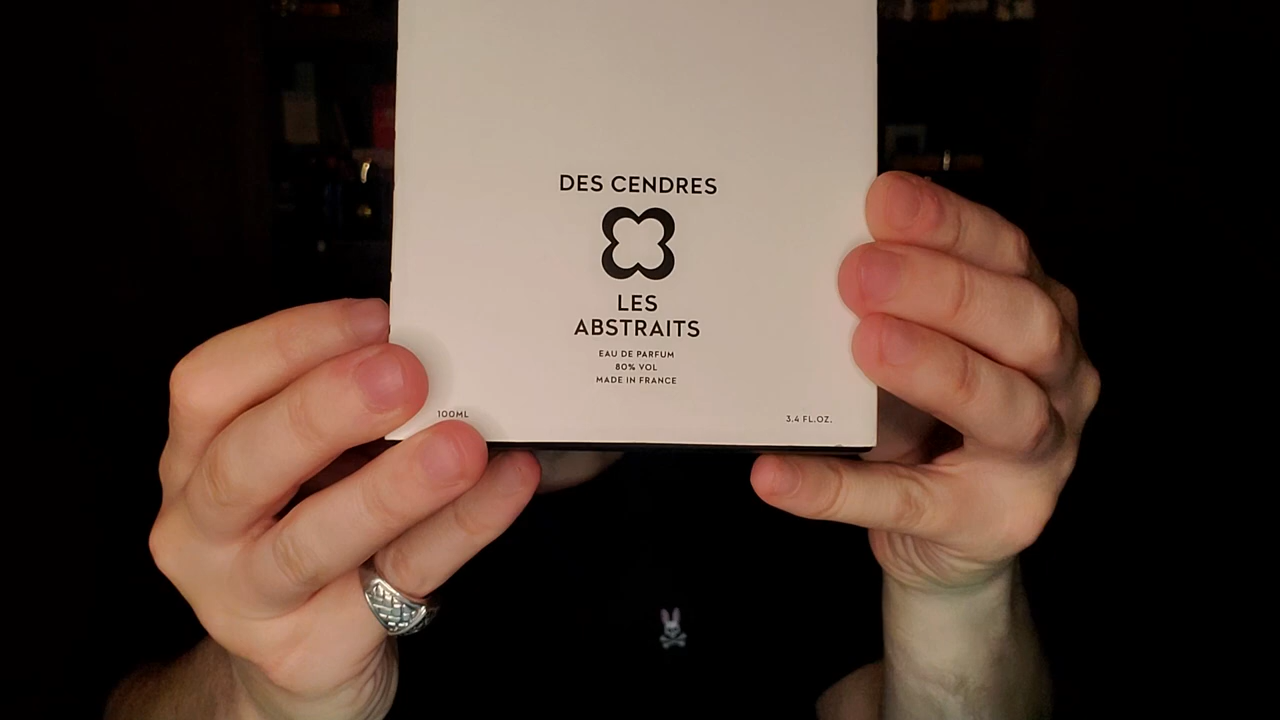 DES CENDRES
LES
ABSTRAITS
EAU DE PARFUM
80% VOL
MADE IN FRANCE
100ML
3.4 FL.OZ.